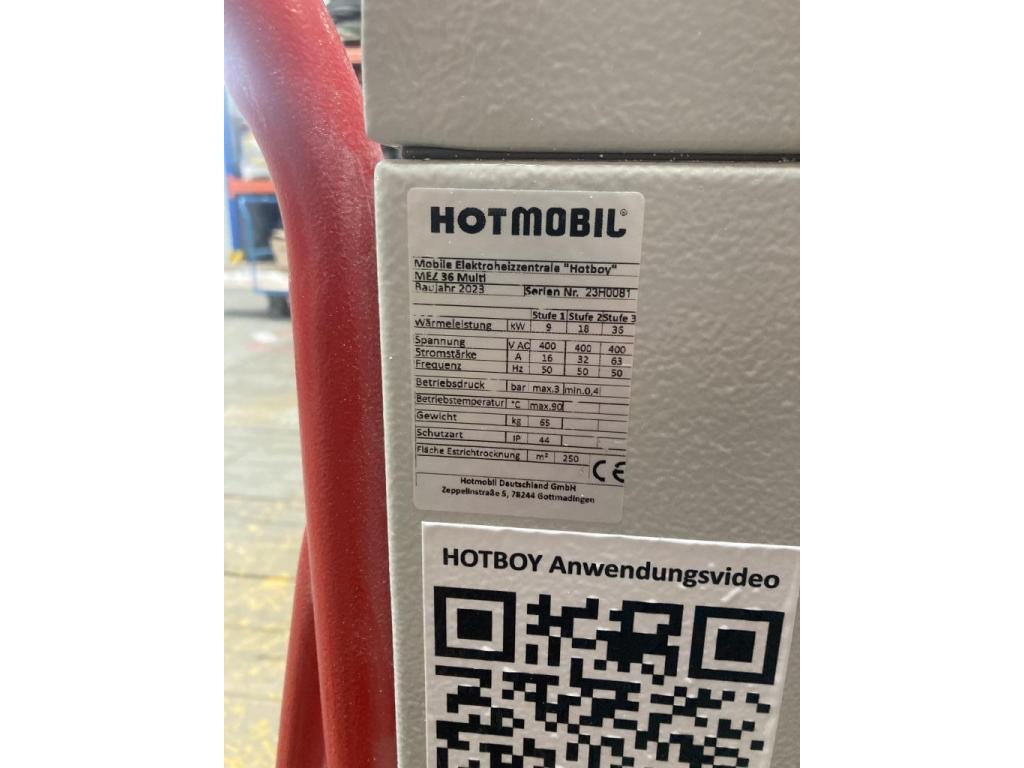 HOTMOBIL®
Mobile Elektroheizzentrale "Hotboy"
MEZ 36 Multi
Baujahr 2023 Serien Nr. 23H0081
Stufe 1 Stufe 2 Stufe 3
Wärmeleistung kW 9 18 36
Spannung V AC 400 400 400
Stromstärke A 16 32 63
Frequenz Hz 50 50 50
Betriebsdruck bar max.3 min.0,4
Betriebstemperatur °C max.90
Gewicht kg 65
Schutzart IP 44
Fläche Estrichtrocknung m² 250
CE
Hotmobil Deutschland GmbH
Zeppelinstraße 5, 78244 Gottmadingen
HOTBOY Anwendungsvideo